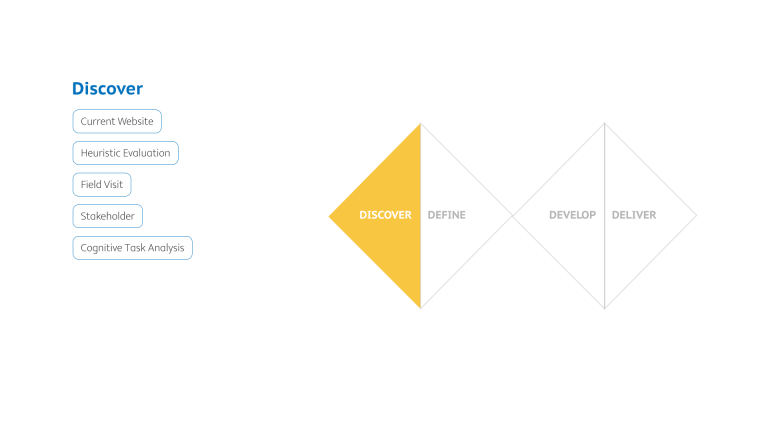 Discover
Current Website
Heuristic Evaluation
Field Visit
Stakeholder
Cognitive Task Analysis
DISCOVER
DEFINE
DEVELOP
DELIVER